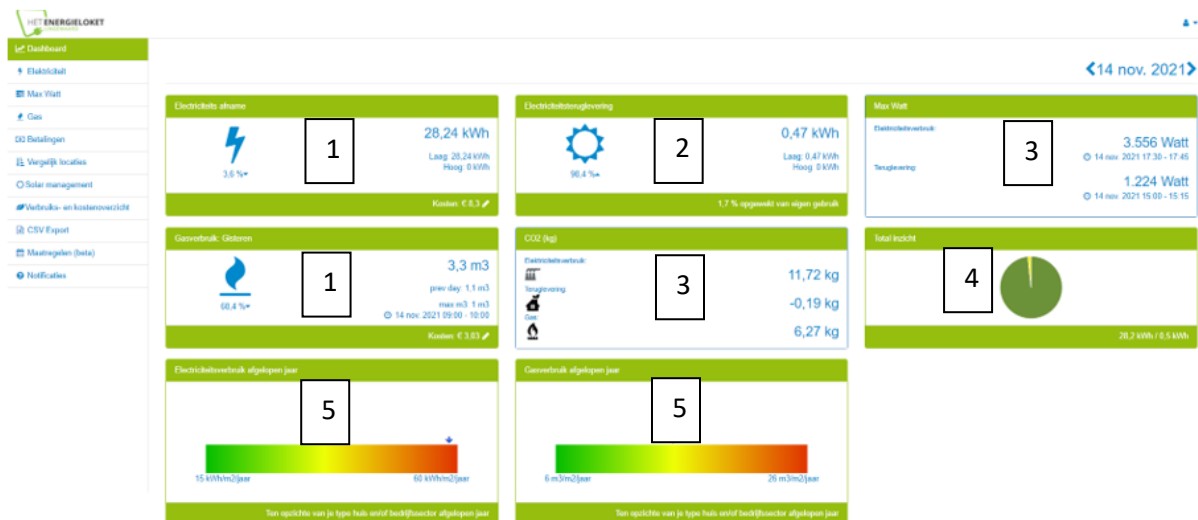 HET ENERGIELOKET
Dashboard
Elektriciteit
Max Watt
Gas
Betalingen
Vergelijk locaties
Solar management
Verbruiks- en kostenoverzicht
CSV Export
Maatregelen (beta)
Notificaties
14 nov. 2021
Electriciteits afname
1
28,24 kWh
Laag: 28,24 kWh
Hoog: 0 kWh
3,6 %
Kosten: € 8,3
Electriciteitsteruglevering
2
0,47 kWh
Laag: 0,47 kWh
Hoog: 0 kWh
98,4 %
1,7 % opgewekt van eigen gebruik
Max Watt
Elektriciteitverbruik:
3
3.556 Watt
14 nov. 2021 17:30 - 17:45
Teruglevering:
1.224 Watt
14 nov. 2021 15:00 - 15:15
Gasverbruik: Gisteren
1
3,3 m3
prev day: 1,1 m3
max m3: 1 m3
68,4 %
14 nov. 2021 09:00 - 10:00
Kosten: € 3,03
CO2 (kg)
Elektriciteitverbruik:
11,72 kg
Teruglevering:
3
-0,19 kg
Gas:
6,27 kg
Total inzicht
4
28,2 kWh / 0,5 kWh
Electriciteitsverbruik afgelopen jaar
5
15 kWh/m2/jaar
60 kWh/m2/jaar
Ten opzichte van je type huis en/of bedrijfssector afgelopen jaar
Gasverbruik afgelopen jaar
5
6 m3/m2/jaar
26 m3/m2/jaar
Ten opzichte van je type huis en/of bedrijfssector afgelopen jaar